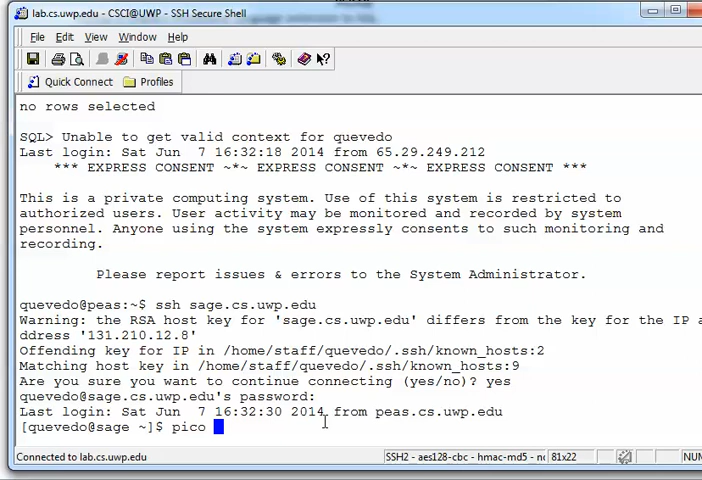 lab.cs.uwp.edu - CSCI@UWP - SSH Secure Shell
File Edit View Window Help
Quick Connect Profiles
no rows selected
SQL> Unable to get valid context for quevedo
Last login: Sat Jun 7 16:32:18 2014 from 65.29.249.212
*** EXPRESS CONSENT ~*~ EXPRESS CONSENT ~*~ EXPRESS CONSENT ***
This is a private computing system. Use of this system is restricted to
authorized users. User activity may be monitored and recorded by system
personnel. Anyone using the system expressly consents to such monitoring and
recording.
Please report issues & errors to the System Administrator.
quevedo@peas:~$ ssh sage.cs.uwp.edu
Warning: the RSA host key for 'sage.cs.uwp.edu' differs from the key for the IP a
ddress '131.210.12.8'
Offending key for IP in /home/staff/quevedo/.ssh/known_hosts:2
Matching host key in /home/staff/quevedo/.ssh/known_hosts:9
Are you sure you want to continue connecting (yes/no)? yes
quevedo@sage.cs.uwp.edu's password:
Last login: Sat Jun 7 16:32:30 2014 from peas.cs.uwp.edu
[quevedo@sage ~]$ pico
Connected to lab.cs.uwp.edu SSH2 - aes128-cbc - hmac-md5 - nc 81x22 NUM